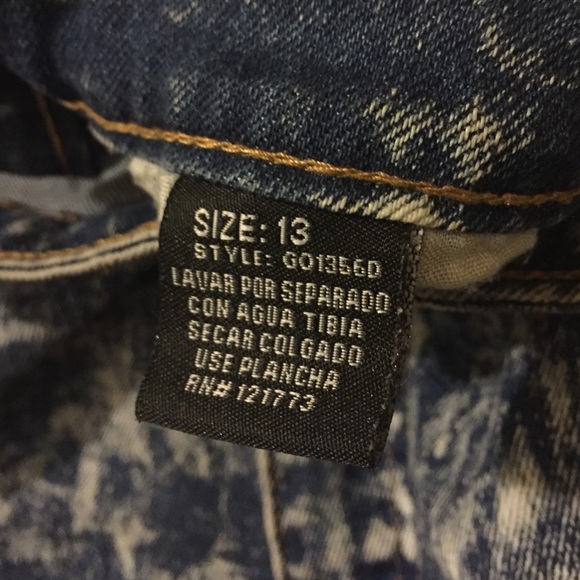 SIZE: 13
STYLE: GO1356D
LAVAR POR SEPARADO
CON AGUA TIBIA
SECAR COLGADO
USE PLANCHA
RN# 121773